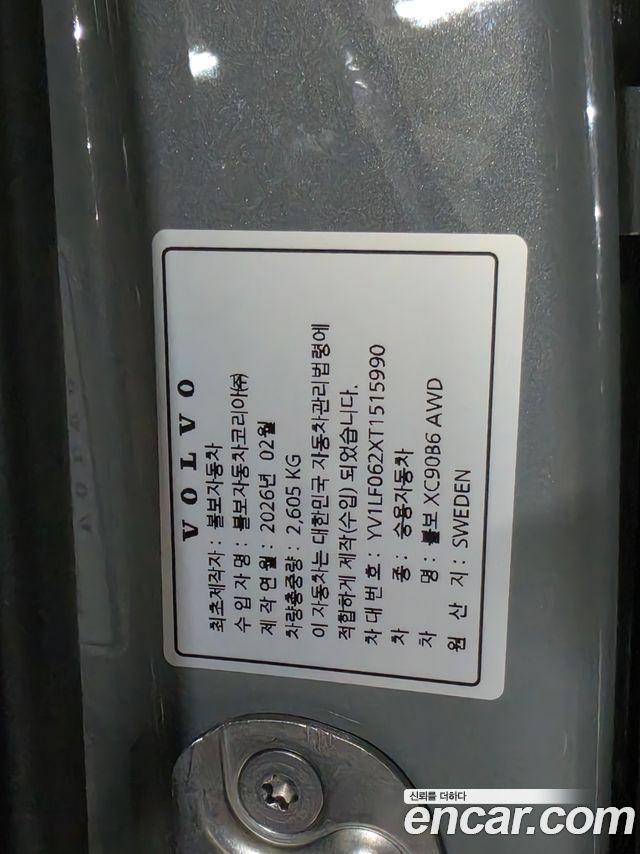 VOLVO
최초제작자 : 볼보자동차
수 입 자 명 : 볼보자동차코리아㈜
제 작 연 월 : 2026년 02월
차량총중량 : 2,605 KG
이 자동차는 대한민국 자동차관리법령에
적합하게 제작(수입) 되었습니다.
차 대 번 호 : YV1LF062XT1515990
차 종 : 승용자동차
차 명 : 볼보 XC90B6 AWD
원 산 지 : SWEDEN
신뢰를 더하다
encar.com